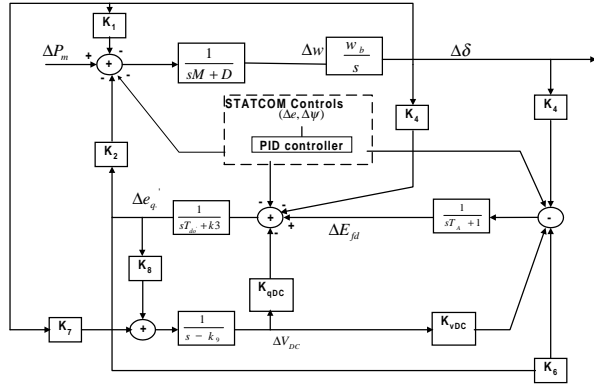 K1
ΔPm
+
-
+
-
-
1
sM + D
Δw
wb
s
Δδ
STATCOM Controls
(Δe, Δψ)
PID controller
K4
K4
K2
Δeq'
1
sTdo + k3
-
-
+
+
-
ΔEfd
1
sTA + 1
-
K8
KqDC
K7
+
1
s - k9
ΔVDC
KvDC
K6